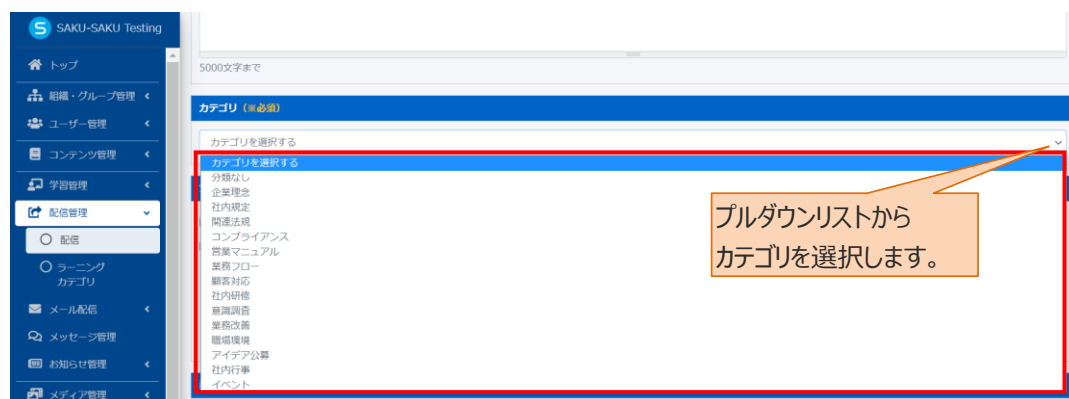 SAKU-SAKU Testing
トップ
組織・グループ管理
ユーザー管理
コンテンツ管理
学習管理
配信管理
配信
ラーニング
カテゴリ
メール配信
メッセージ管理
お知らせ管理
メディア管理
5000文字まで
カテゴリ（※必須）
カテゴリを選択する
カテゴリを選択する
分類なし
企業理念
社内規定
関連法規
コンプライアンス
営業マニュアル
業務フロー
顧客対応
社内研修
意識調査
業務改善
職場環境
アイデア公募
社内行事
イベント
プルダウンリストから
カテゴリを選択します。